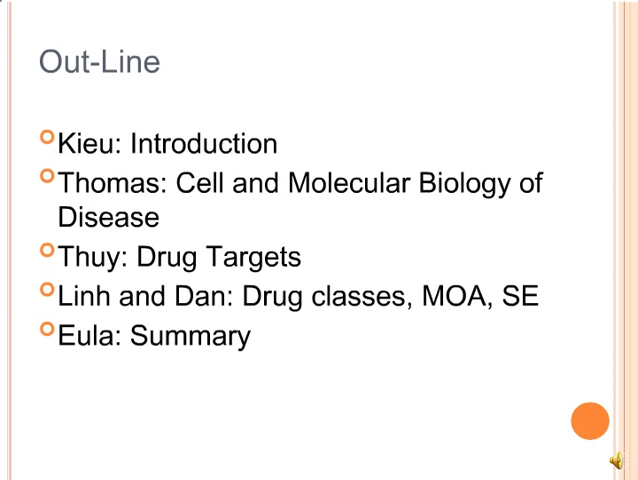 Out-Line
Kieu: Introduction
Thomas: Cell and Molecular Biology of
Disease
Thuy: Drug Targets
Linh and Dan: Drug classes, MOA, SE
Eula: Summary